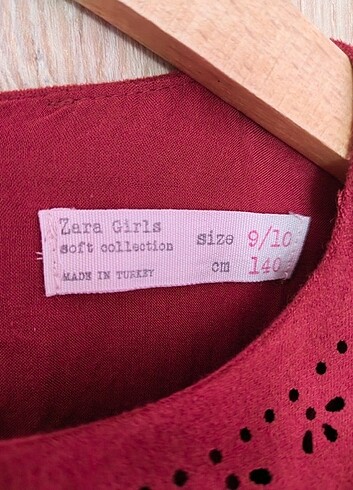 Zara Girls
soft collection
size 9/10
cm 140
MADE IN TURKEY